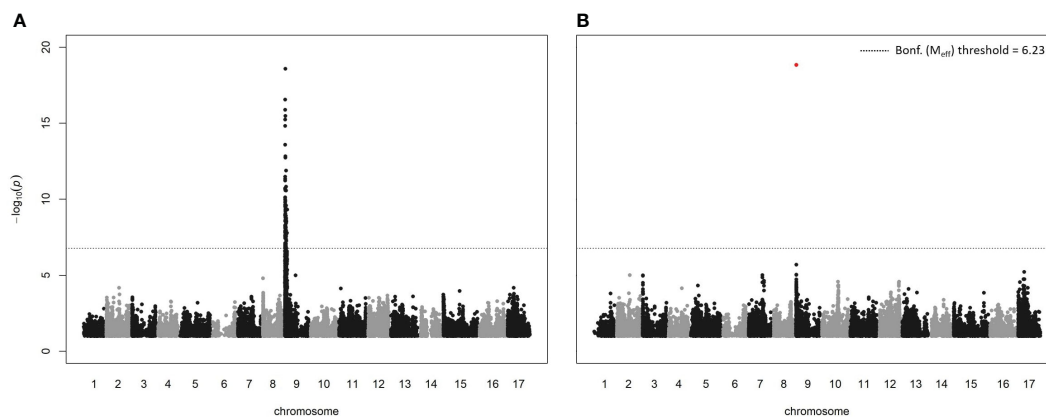 A
B
20
15
10
5
0
−log₁₀(p)
Bonf. (Mₑff) threshold = 6.23
1 2 3 4 5 6 7 8 9 10 11 12 13 14 15 16 17
1 2 3 4 5 6 7 8 9 10 11 12 13 14 15 16 17
chromosome
chromosome